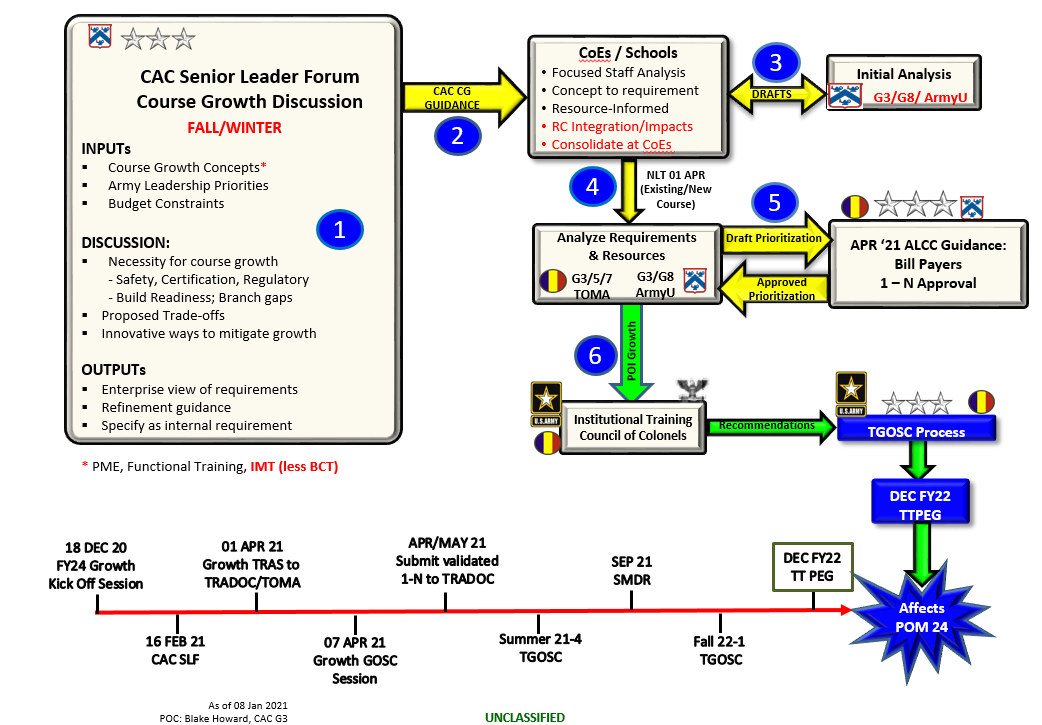 CAC Senior Leader Forum
Course Growth Discussion
FALL/WINTER
INPUTs
▪ Course Growth Concepts*
▪ Army Leadership Priorities
▪ Budget Constraints
DISCUSSION:
▪ Necessity for course growth
- Safety, Certification, Regulatory
- Build Readiness; Branch gaps
▪ Proposed Trade-offs
▪ Innovative ways to mitigate growth
OUTPUTs
▪ Enterprise view of requirements
▪ Refinement guidance
▪ Specify as internal requirement
1
* PME, Functional Training, IMT (less BCT)
CAC CG
GUIDANCE
2
CoEs / Schools
• Focused Staff Analysis
• Concept to requirement
• Resource-Informed
• RC Integration/Impacts
• Consolidate at CoEs
3
DRAFTS
Initial Analysis
G3/G8/ ArmyU
4
NLT 01 APR
(Existing/New
Course)
Analyze Requirements
& Resources
G3/5/7
TOMA
G3/G8
ArmyU
5
Draft Prioritization
Approved
Prioritization
APR ‘21 ALCC Guidance:
Bill Payers
1 – N Approval
6
POI Growth
U.S.ARMY
Institutional Training
Council of Colonels
Recommendations
U.S.ARMY
TGOSC Process
DEC FY22
TTPEG
Affects
POM 24
18 DEC 20
FY24 Growth
Kick Off Session
16 FEB 21
CAC SLF
01 APR 21
Growth TRAS to
TRADOC/TOMA
07 APR 21
Growth GOSC
Session
APR/MAY 21
Submit validated
1-N to TRADOC
Summer 21-4
TGOSC
SEP 21
SMDR
Fall 22-1
TGOSC
DEC FY22
TT PEG
As of 08 Jan 2021
POC: Blake Howard, CAC G3
UNCLASSIFIED